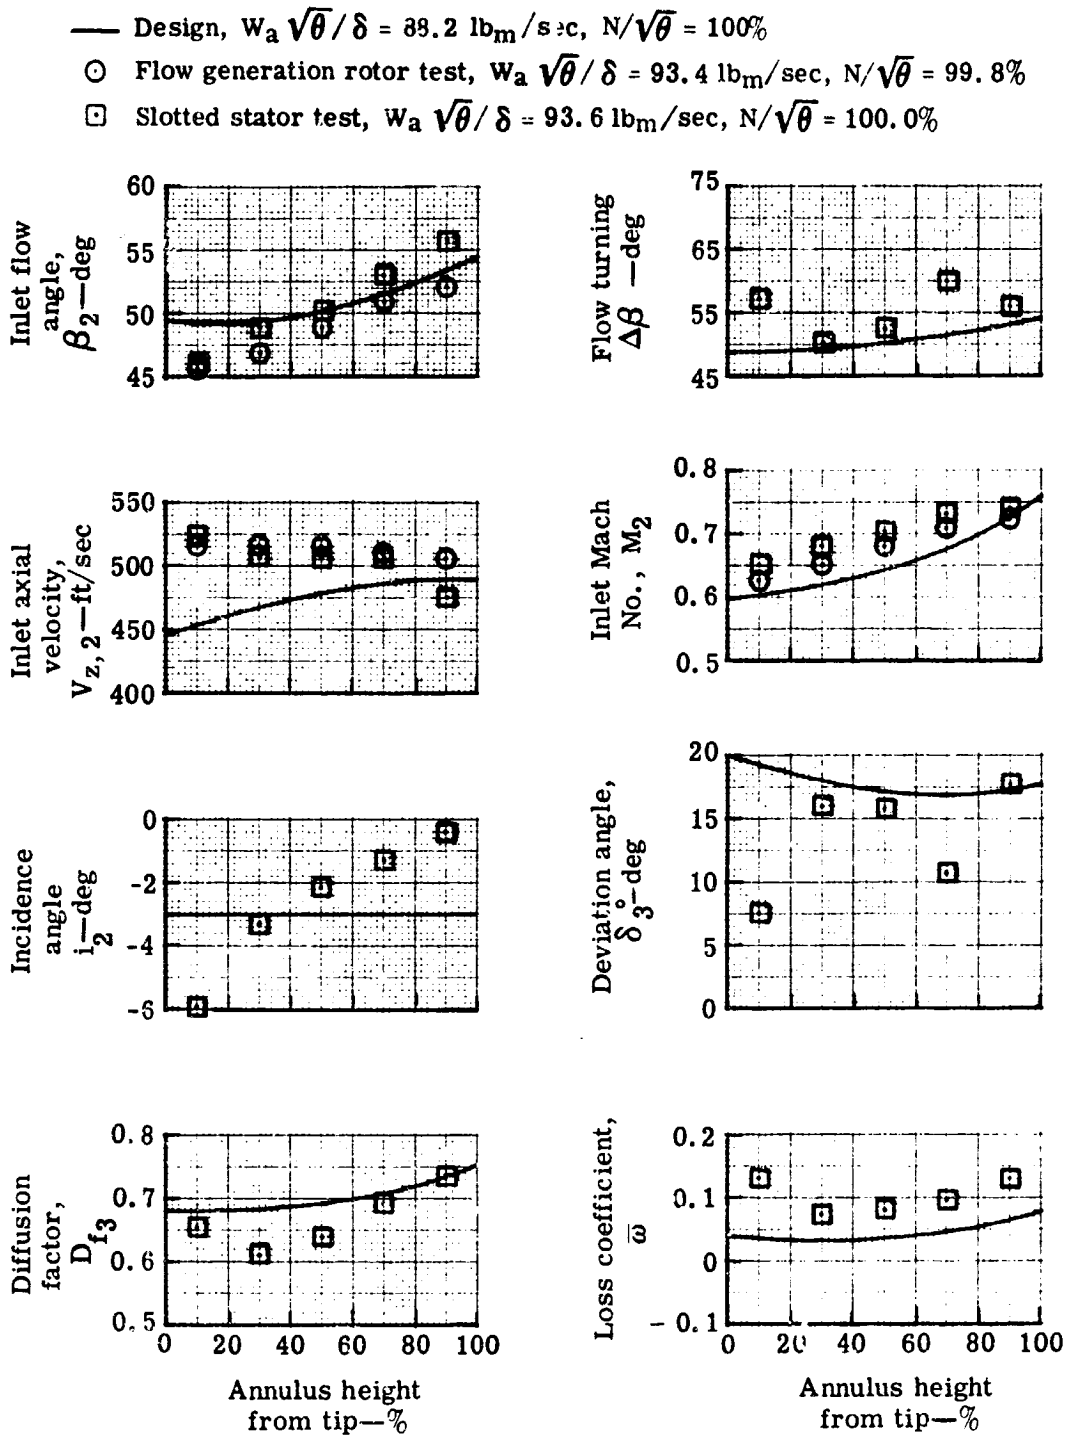 Design, Wa √θ/δ = 88.2 lbm/sec, N/√θ = 100%
Flow generation rotor test, Wa √θ/δ = 93.4 lbm/sec, N/√θ = 99.8%
Slotted stator test, Wa √θ/δ = 93.6 lbm/sec, N/√θ = 100.0%
Inlet flow
angle,
β2—deg
60
55
50
45
Flow turning
Δβ —deg
75
65
55
45
Inlet axial
velocity,
Vz, 2—ft/sec
550
500
450
400
Inlet Mach
No., M2
0.8
0.7
0.6
0.5
Incidence
angle
i2—deg
0
-2
-4
-6
Deviation angle,
δ°3—deg
20
15
10
5
0
Diffusion
factor,
Df3
0.8
0.7
0.6
0.5
0 20 40 60 80 100
Annulus height
from tip—%
Loss coefficient,
ω̅
0.2
0.1
0
-0.1
0 20 40 60 80 100
Annulus height
from tip—%